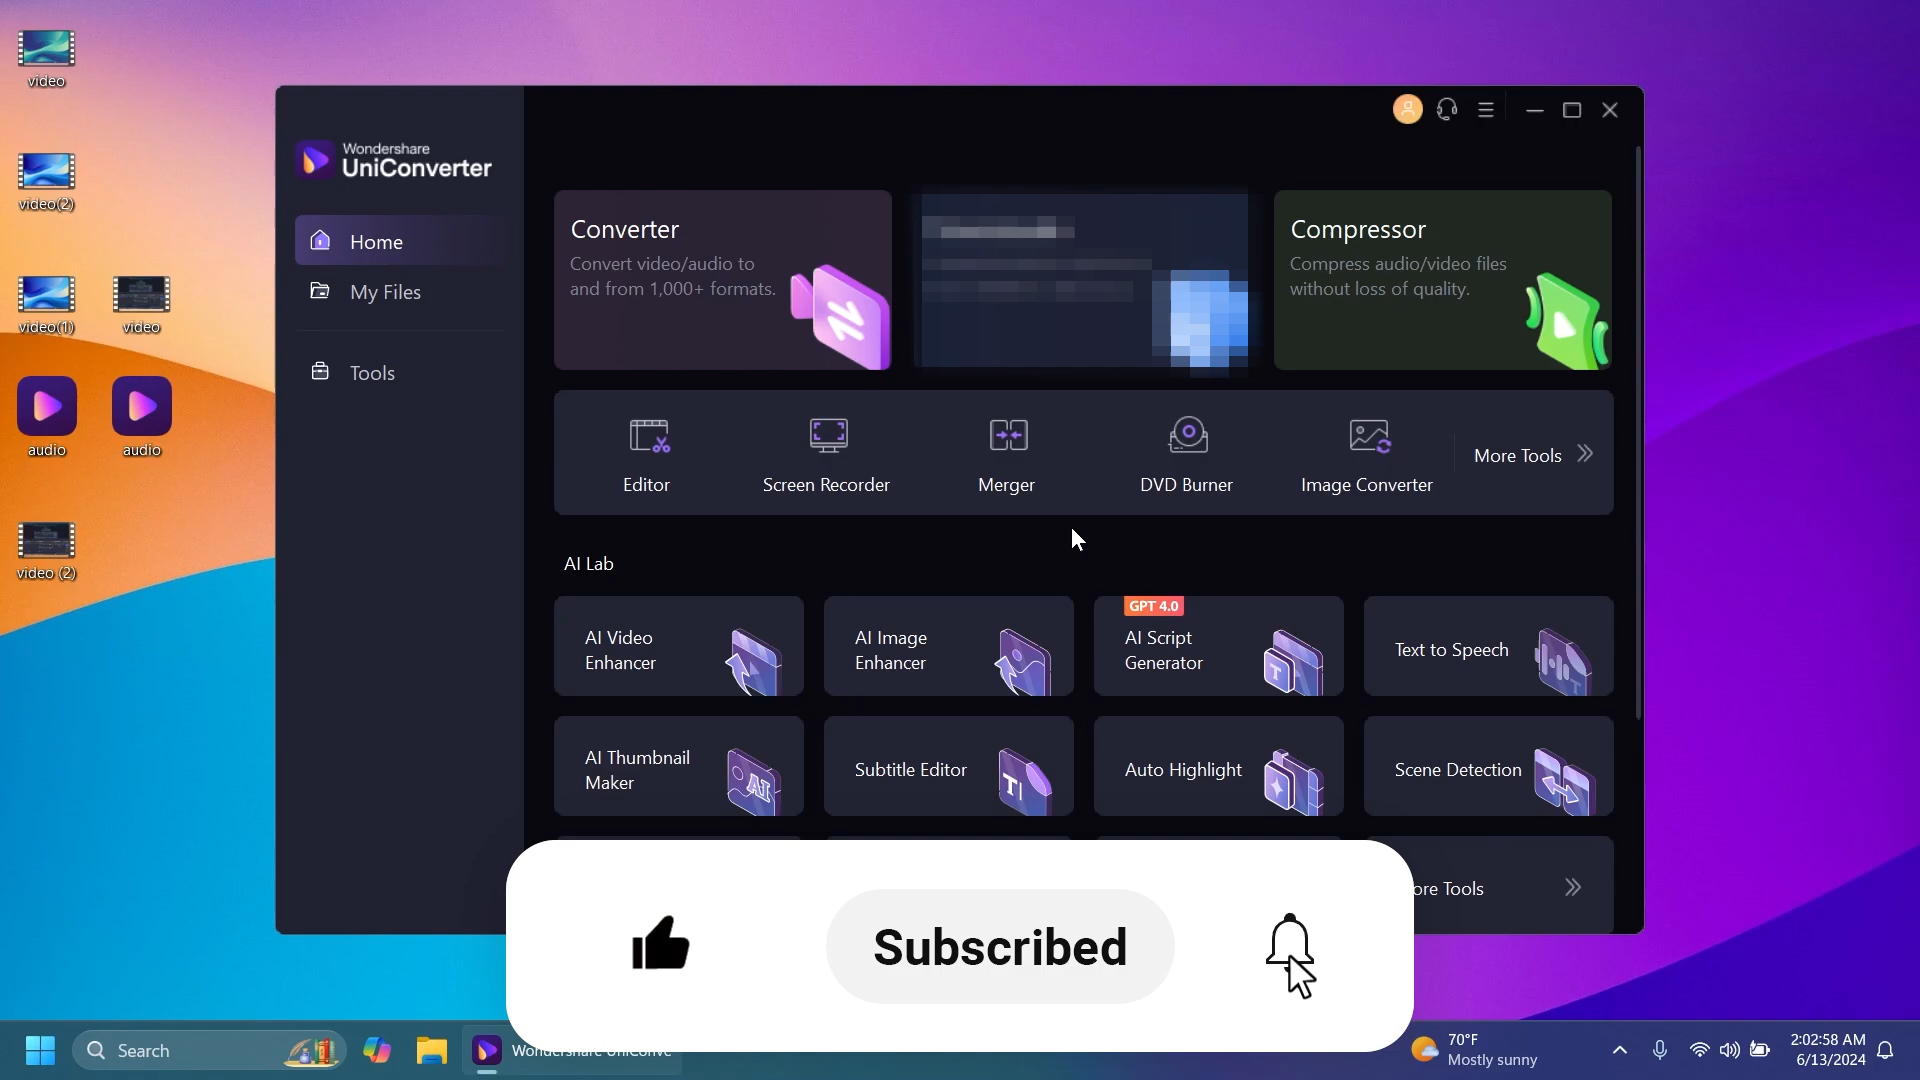 video
video(2)
video(1)
video
audio
audio
video (2)
Wondershare
UniConverter
Home
My Files
Tools
Converter
Convert video/audio to
and from 1,000+ formats.
Compressor
Compress audio/video files
without loss of quality.
Editor
Screen Recorder
Merger
DVD Burner
Image Converter
More Tools
AI Lab
AI Video
Enhancer
AI Image
Enhancer
GPT 4.0
AI Script
Generator
T
Text to Speech
T
AI Thumbnail
Maker
AI
Subtitle Editor
T
Auto Highlight
Scene Detection
ore Tools
Subscribed
Search
Wondershare UniConve
70°F
Mostly sunny
2:02:58 AM
6/13/2024